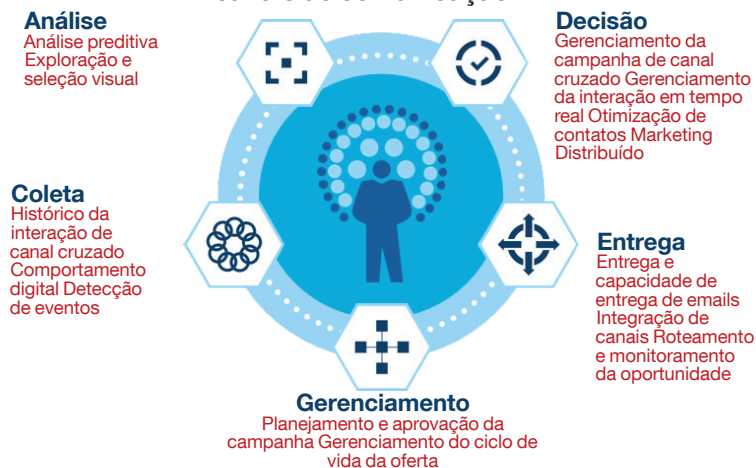 Análise
Análise preditiva
Exploração e
seleção visual
Decisão
Gerenciamento da
campanha de canal
cruzado Gerenciamento
da interação em tempo
real Otimização de
contatos Marketing
Distribuído
Coleta
Histórico da
interação de
canal cruzado
Comportamento
digital Detecção
de eventos
Entrega
Entrega e
capacidade de
entrega de emails
Integração de
canais Roteamento
e monitoramento
da oportunidade
Gerenciamento
Planejamento e aprovação da
campanha Gerenciamento do ciclo de
vida da oferta